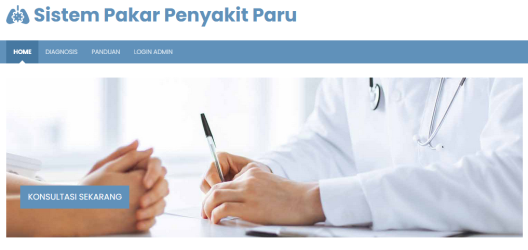 Sistem Pakar Penyakit Paru
HOME DIAGNOSIS PANDUAN LOGIN ADMIN
KONSULTASI SEKARANG